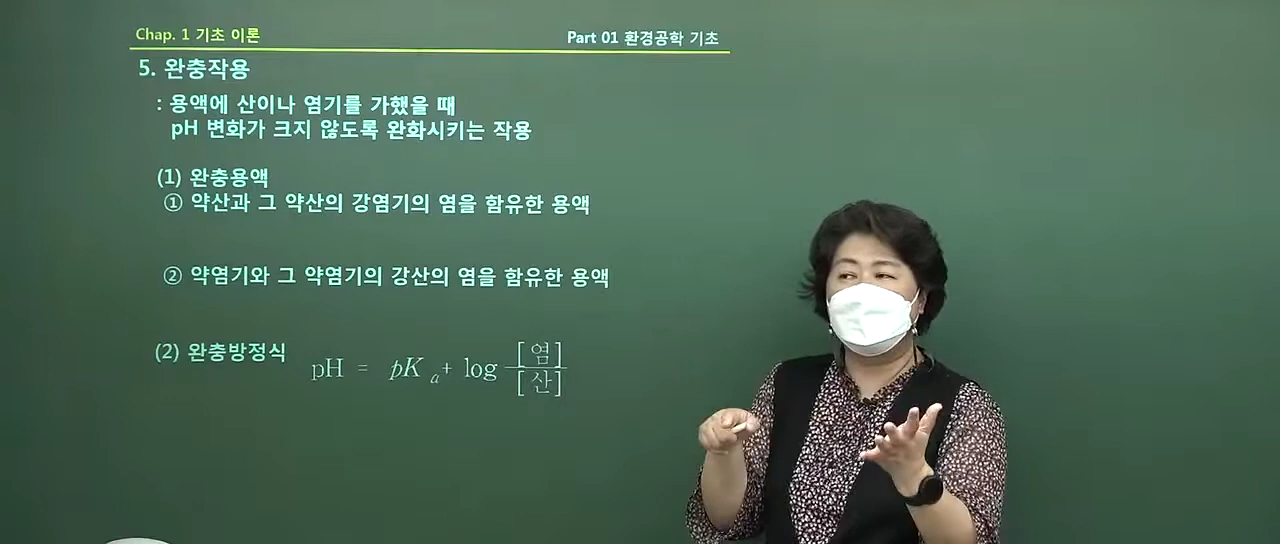 Chap. 1 기초 이론
Part 01 환경공학 기초
5. 완충작용
: 용액에 산이나 염기를 가했을 때
pH 변화가 크지 않도록 완화시키는 작용
(1) 완충용액
① 약산과 그 약산의 강염기의 염을 함유한 용액
② 약염기와 그 약염기의 강산의 염을 함유한 용액
(2) 완충방정식
pH = pKa + log [염]/[산]